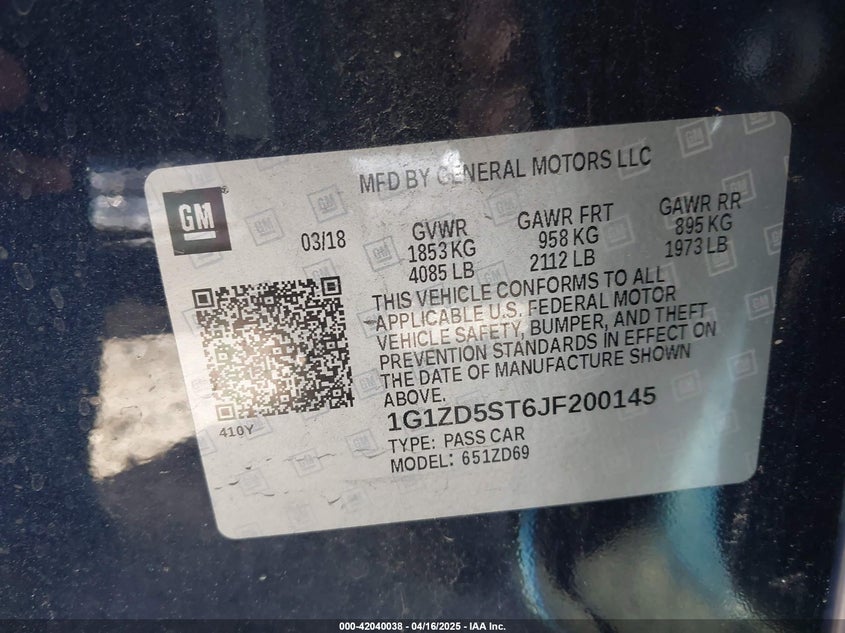 MFD BY GENERAL MOTORS LLC
GM
03/18
GVWR
1853 KG
4085 LB
GAWR FRT
958 KG
2112 LB
GAWR RR
895 KG
1973 LB
THIS VEHICLE CONFORMS TO ALL
APPLICABLE U.S. FEDERAL MOTOR
VEHICLE SAFETY, BUMPER, AND THEFT
PREVENTION STANDARDS IN EFFECT ON
THE DATE OF MANUFACTURE SHOWN
ABOVE.
410Y
1G1ZD5ST6JF200145
TYPE: PASS CAR
MODEL: 651ZD69
000-42040038 - 04/16/2025 - IAA Inc.